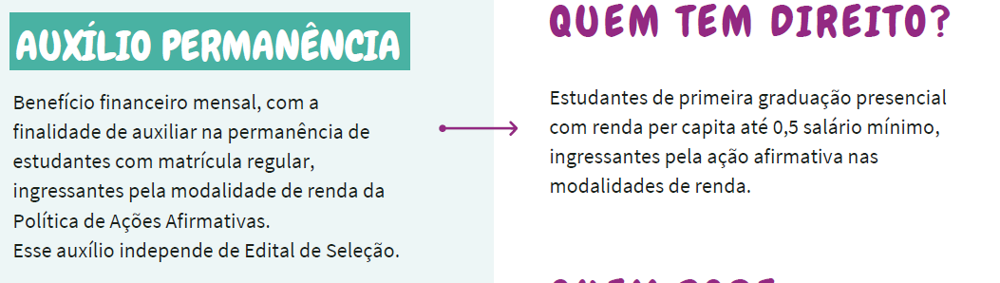 AUXÍLIO PERMANÊNCIA
Benefício financeiro mensal, com a
finalidade de auxiliar na permanência de
estudantes com matrícula regular,
ingressantes pela modalidade de renda da
Política de Ações Afirmativas.
Esse auxílio independe de Edital de Seleção.
QUEM TEM DIREITO?
Estudantes de primeira graduação presencial
com renda per capita até 0,5 salário mínimo,
ingressantes pela ação afirmativa nas
modalidades de renda.